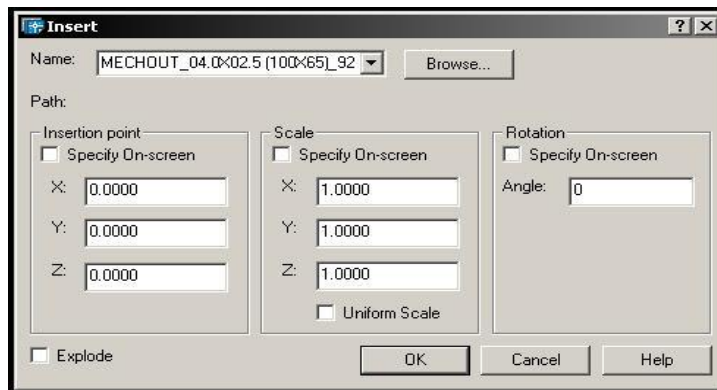 Insert
Name: MECHOUT_04.0X02.5 (100X65)_92 Browse...
Path:
Insertion point Scale Rotation
Specify On-screen Specify On-screen Specify On-screen
X: 0.0000 X: 1.0000 Angle: 0
Y: 0.0000 Y: 1.0000
Z: 0.0000 Z: 1.0000
Uniform Scale
Explode OK Cancel Help